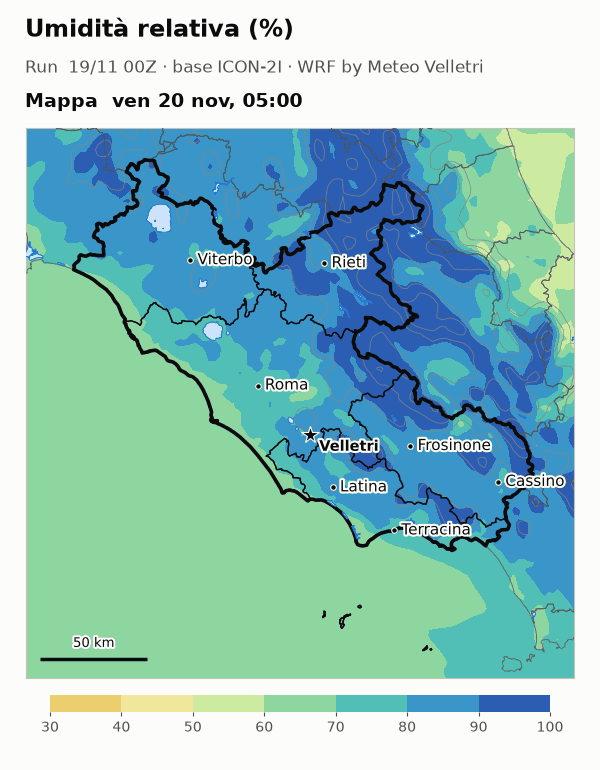 Umidità relativa (%)
Run  19/11 00Z · base ICON-2I · WRF by Meteo Velletri
Mappa  ven 20 nov, 05:00
Viterbo
Rieti
Roma
Velletri
Frosinone
Cassino
Latina
Terracina
50 km
30 40 50 60 70 80 90 100